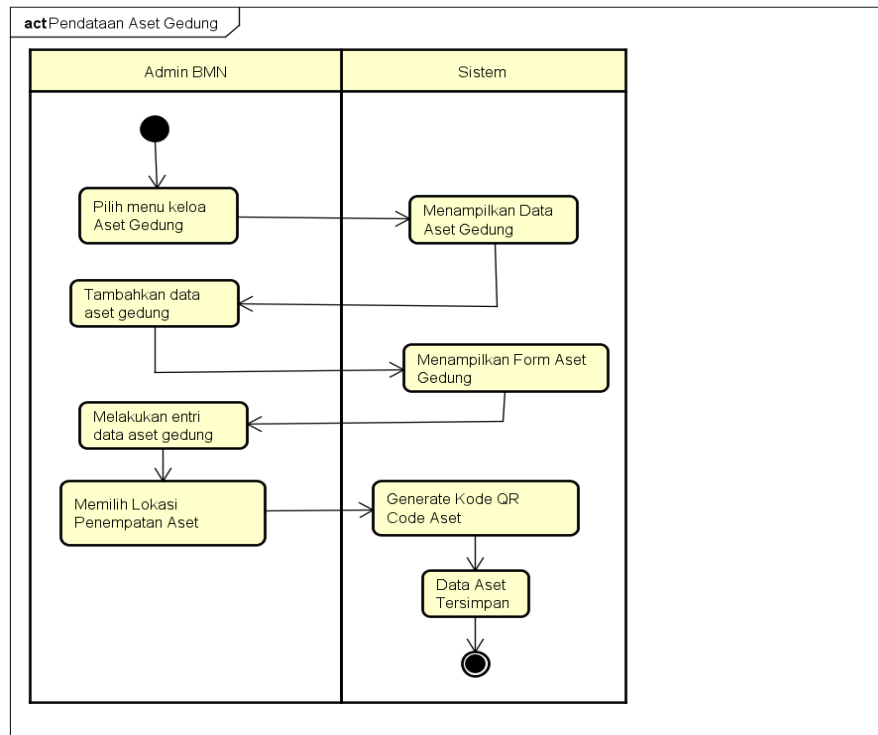 act Pendataan Aset Gedung
Admin BMN
Sistem
Pilih menu keloa
Aset Gedung
Menampilkan Data
Aset Gedung
Tambahkan data
aset gedung
Menampilkan Form Aset
Gedung
Melakukan entri
data aset gedung
Memilih Lokasi
Penempatan Aset
Generate Kode QR
Code Aset
Data Aset
Tersimpan